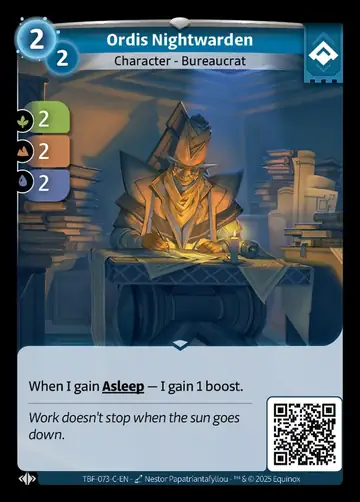 2
2
Ordis Nightwarden
Character - Bureaucrat
2
2
2
When I gain Asleep — I gain 1 boost.
Work doesn't stop when the sun goes
down.
TBF-073-C-EN - Nestor Papatriantafyllou - ™ & © 2025 Equinox